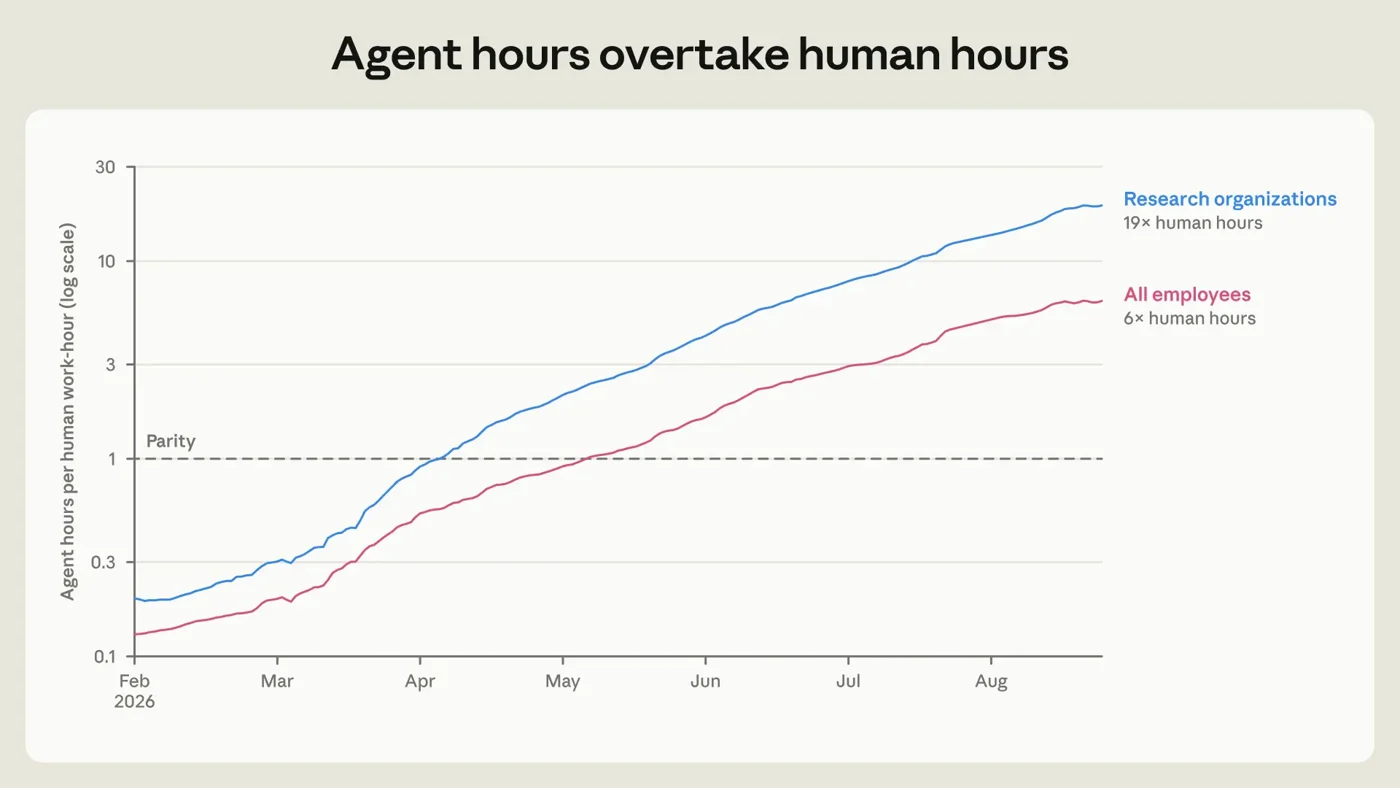 Agent hours overtake human hours
Agent hours per human work-hour (log scale)
30
10
3
1
0.3
0.1
Parity
Research organizations
19× human hours
All employees
6× human hours
Feb
2026
Mar
Apr
May
Jun
Jul
Aug